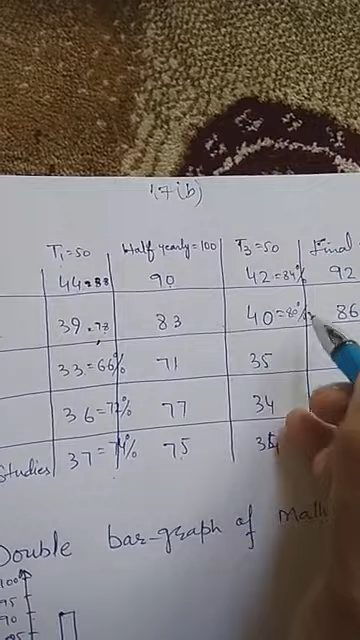 17(b)
T₁=50 Half yearly=100 T₃=50 Final
44=88 90 42=84% 92
39.78 83 40=80% 86
33=66% 71 35
36=72% 77 34
Studies 37=74% 75
Double bar-graph of Math
100
95
90
85